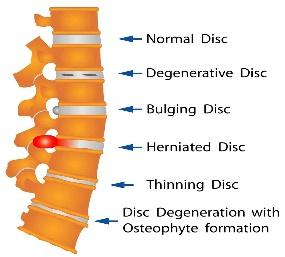 Normal Disc
Degenerative Disc
Bulging Disc
Herniated Disc
Thinning Disc
Disc Degeneration with
Osteophyte formation